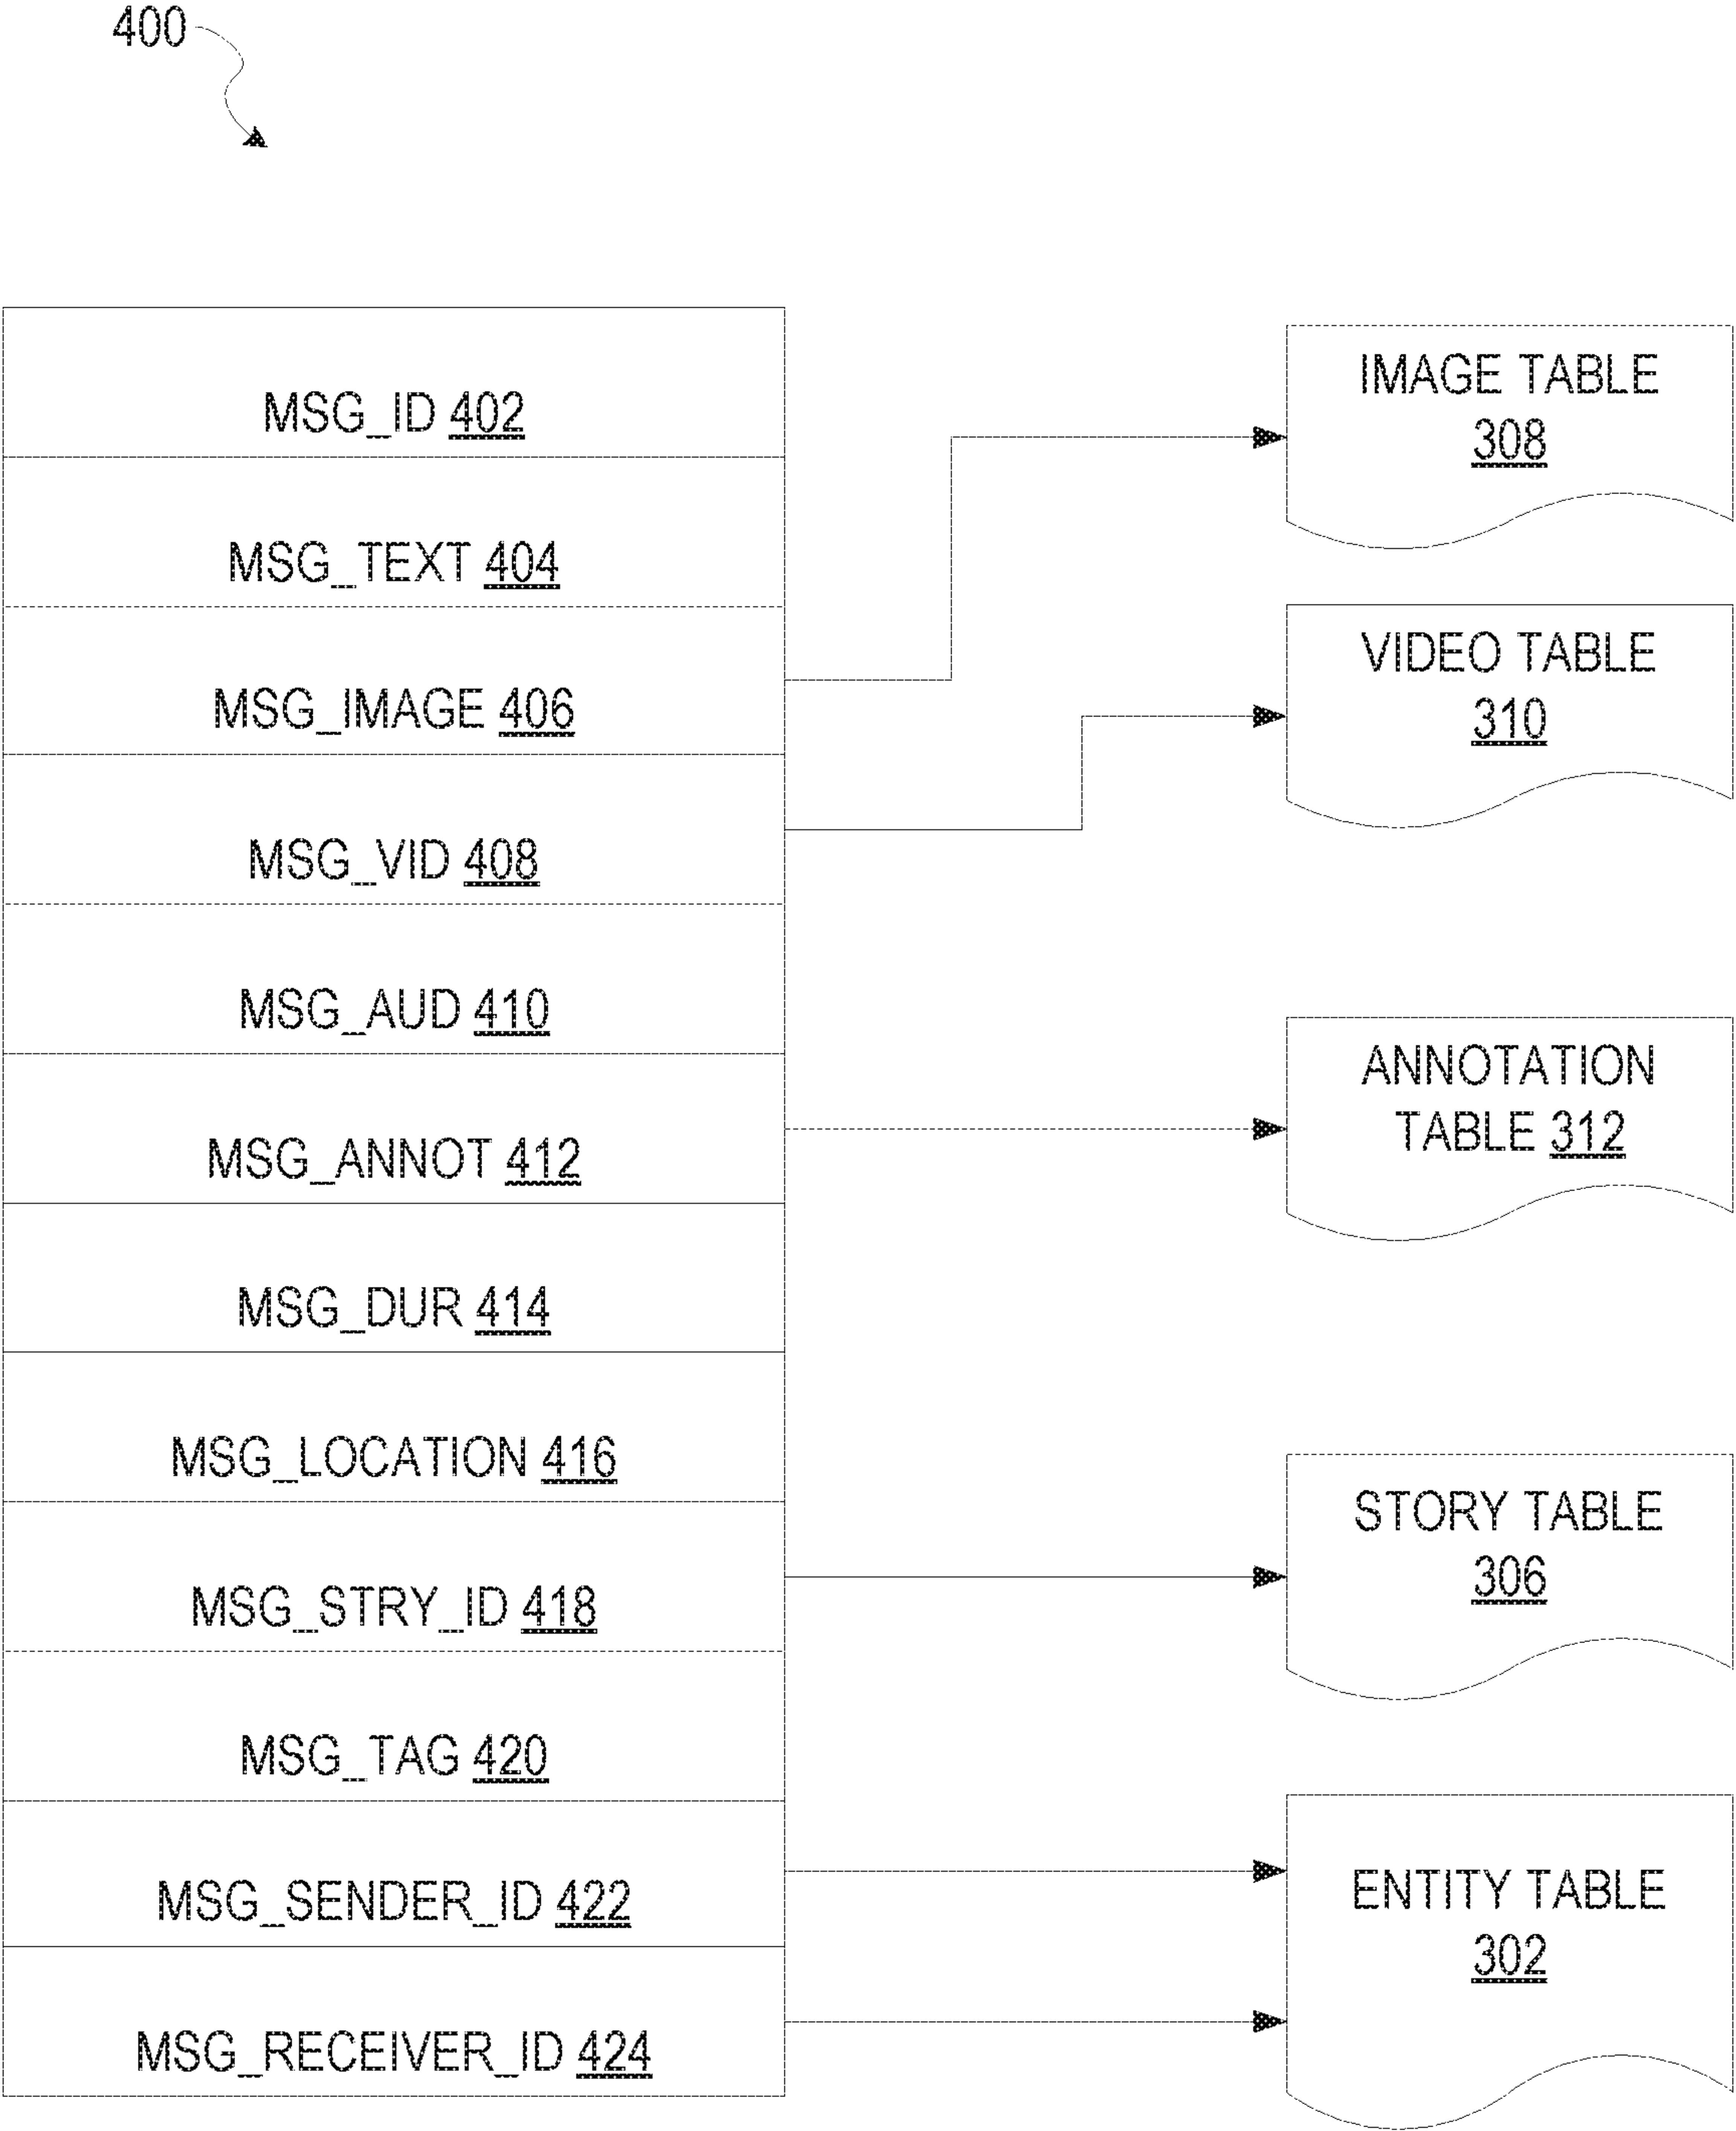 400
MSG_ID 402
MSG_TEXT 404
MSG_IMAGE 406
MSG_VID 408
MSG_AUD 410
MSG_ANNOT 412
MSG_DUR 414
MSG_LOCATION 416
MSG_STRY_ID 418
MSG_TAG 420
MSG_SENDER_ID 422
MSG_RECEIVER_ID 424
IMAGE TABLE
308
VIDEO TABLE
310
ANNOTATION
TABLE 312
STORY TABLE
306
ENTITY TABLE
302